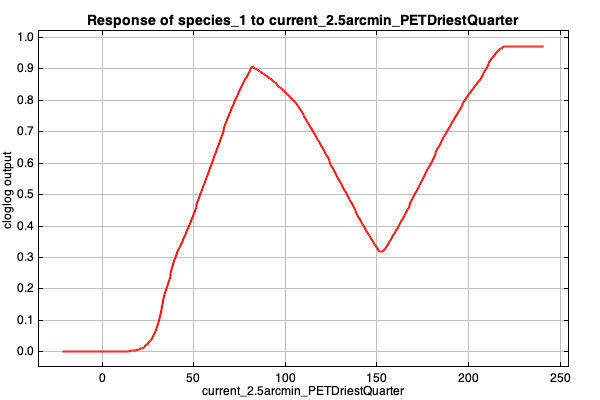 Response of species_1 to current_2.5arcmin_PETDriestQuarter
1.0
0.9
0.8
0.7
0.6
0.5
0.4
0.3
0.2
0.1
0.0
cloglog output
0 50 100 150 200 250
current_2.5arcmin_PETDriestQuarter